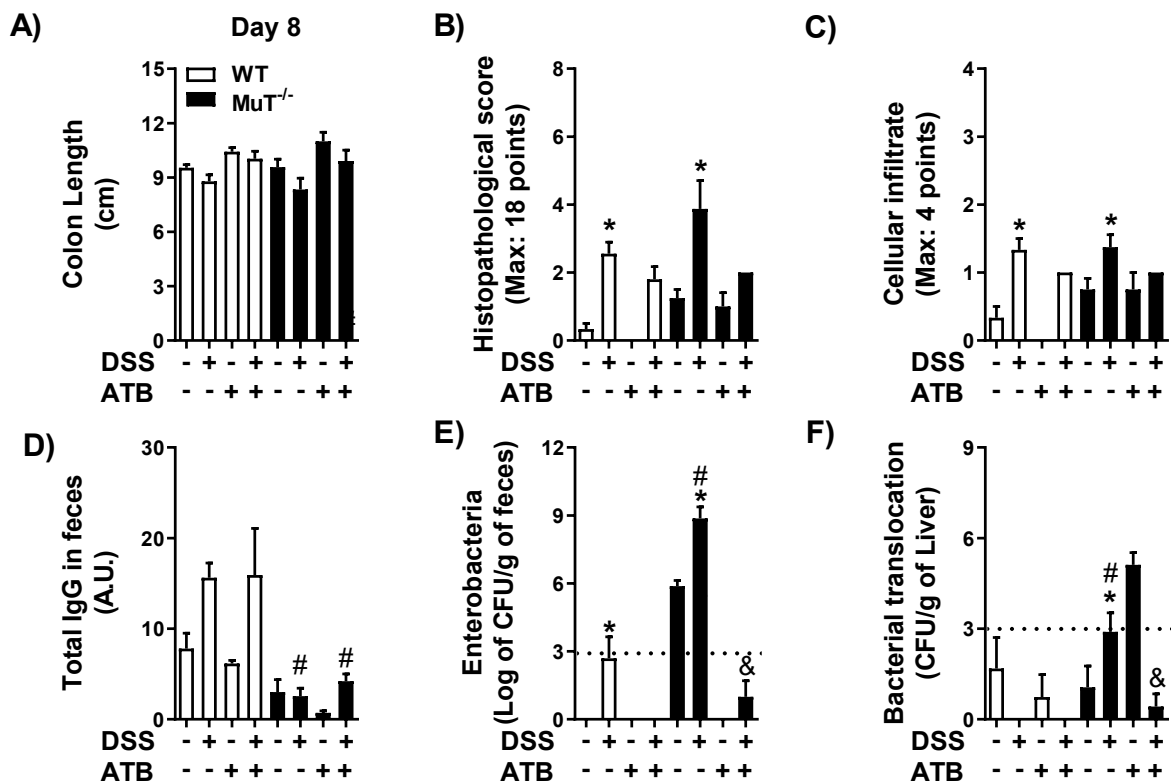 A)
Day 8
WT
MuT-/-
Colon Length
(cm)
15
12
9
6
3
0
DSS - + - + - + - +
ATB - - + + - - + +
B)
Histopathological score
(Max: 18 points)
8
6
4
2
0
*
*
DSS - + - + - + - +
ATB - - + + - - + +
C)
Cellular infiltrate
(Max: 4 points)
4
3
2
1
0
*
*
DSS - + - + - + - +
ATB - - + + - - + +
D)
Total IgG in feces
(A.U.)
30
20
10
0
#
#
DSS - + - + - + - +
ATB - - + + - - + +
E)
Enterobacteria
(Log of CFU/g of feces)
12
9
6
3
0
*
#
*
&
DSS - + - + - + - +
ATB - - + + - - + +
F)
Bacterial translocation
(CFU/g of Liver)
9
6
3
0
#
*
&
DSS - + - + - + - +
ATB - - + + - - + +